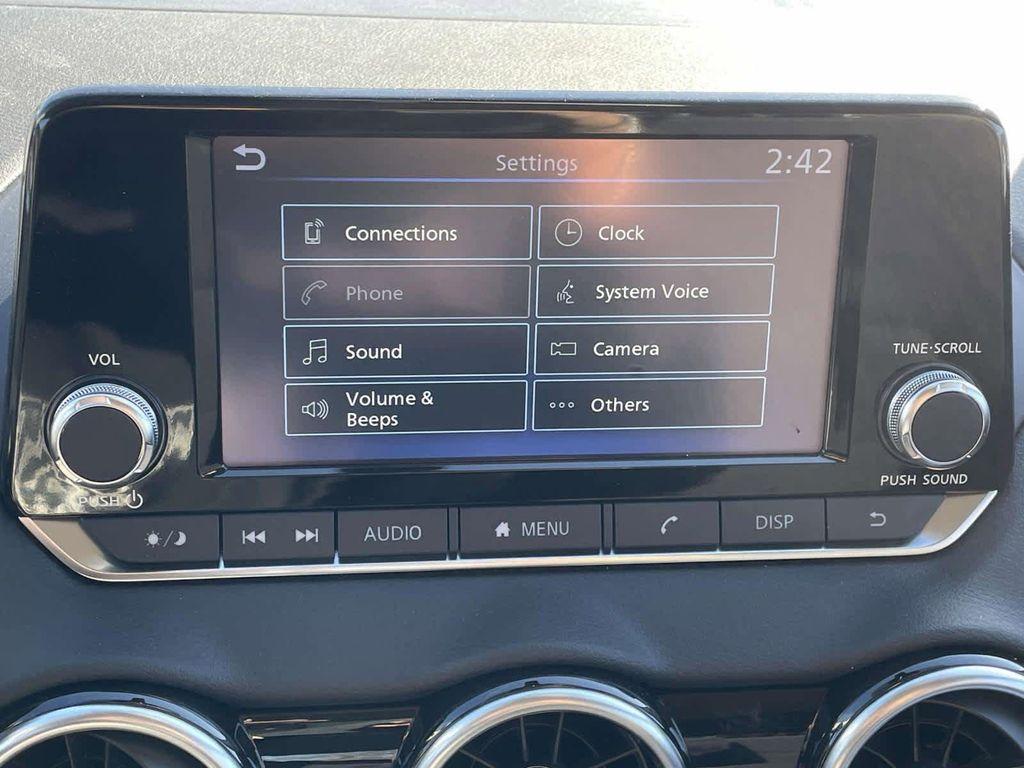 Settings
2:42
Connections
Clock
Phone
System Voice
Sound
Camera
Volume &
Beeps
Others
VOL
PUSH
TUNE·SCROLL
PUSH SOUND
AUDIO
MENU
DISP